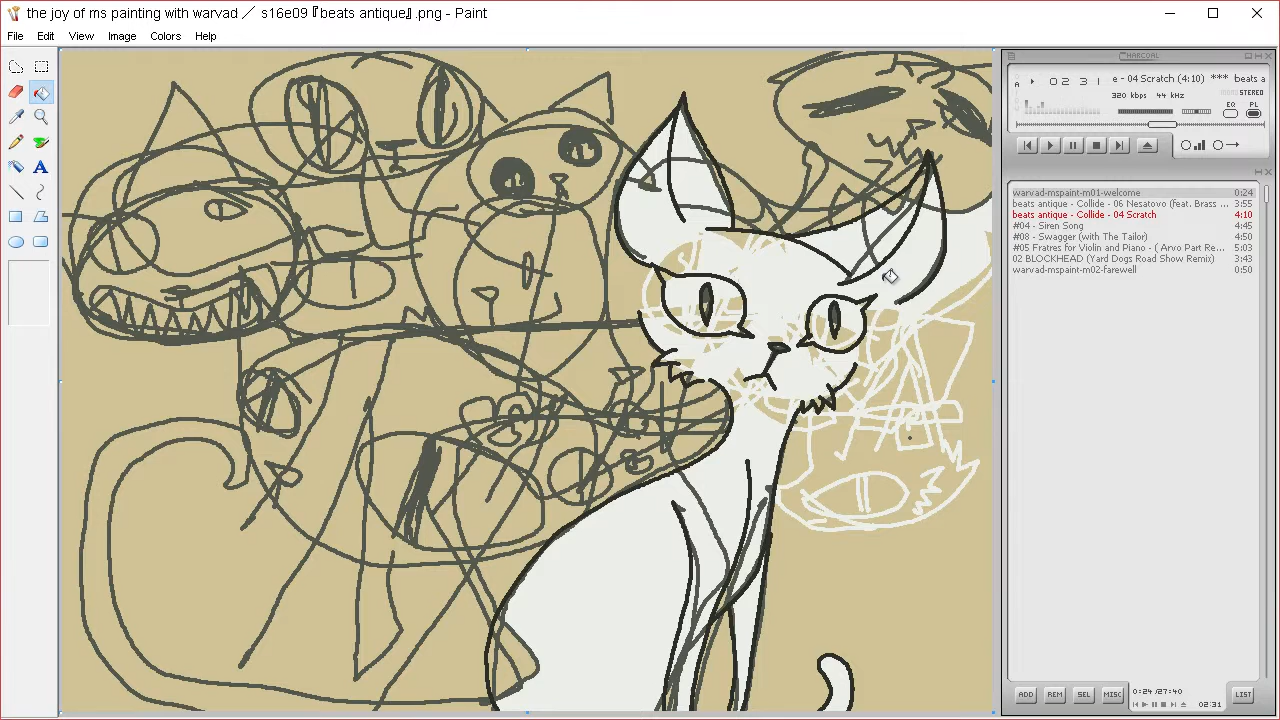 the joy of ms painting with warvad ／ s16e09『beats antique』.png - Paint
File Edit View Image Colors Help
CHARCOAL
02 31 e - 04 Scratch (4:10) *** beats a
320 kbps 44 kHz STEREO
EQ PL
warvad-mspaint-m01-welcome 0:24
beats antique - Collide - 06 Nesatovo (feat. Brass ... 3:55
beats antique - Collide - 04 Scratch 4:10
#04 - Siren Song 4:45
#08 - Swagger (with The Tailor) 4:50
#05 Fratres for Violin and Piano - ( Arvo Part Re... 5:03
02 BLOCKHEAD (Yard Dogs Road Show Remix) 3:43
warvad-mspaint-m02-farewell 0:50
ADD REM SEL MISC 0:24/27:40 LIST
02:31